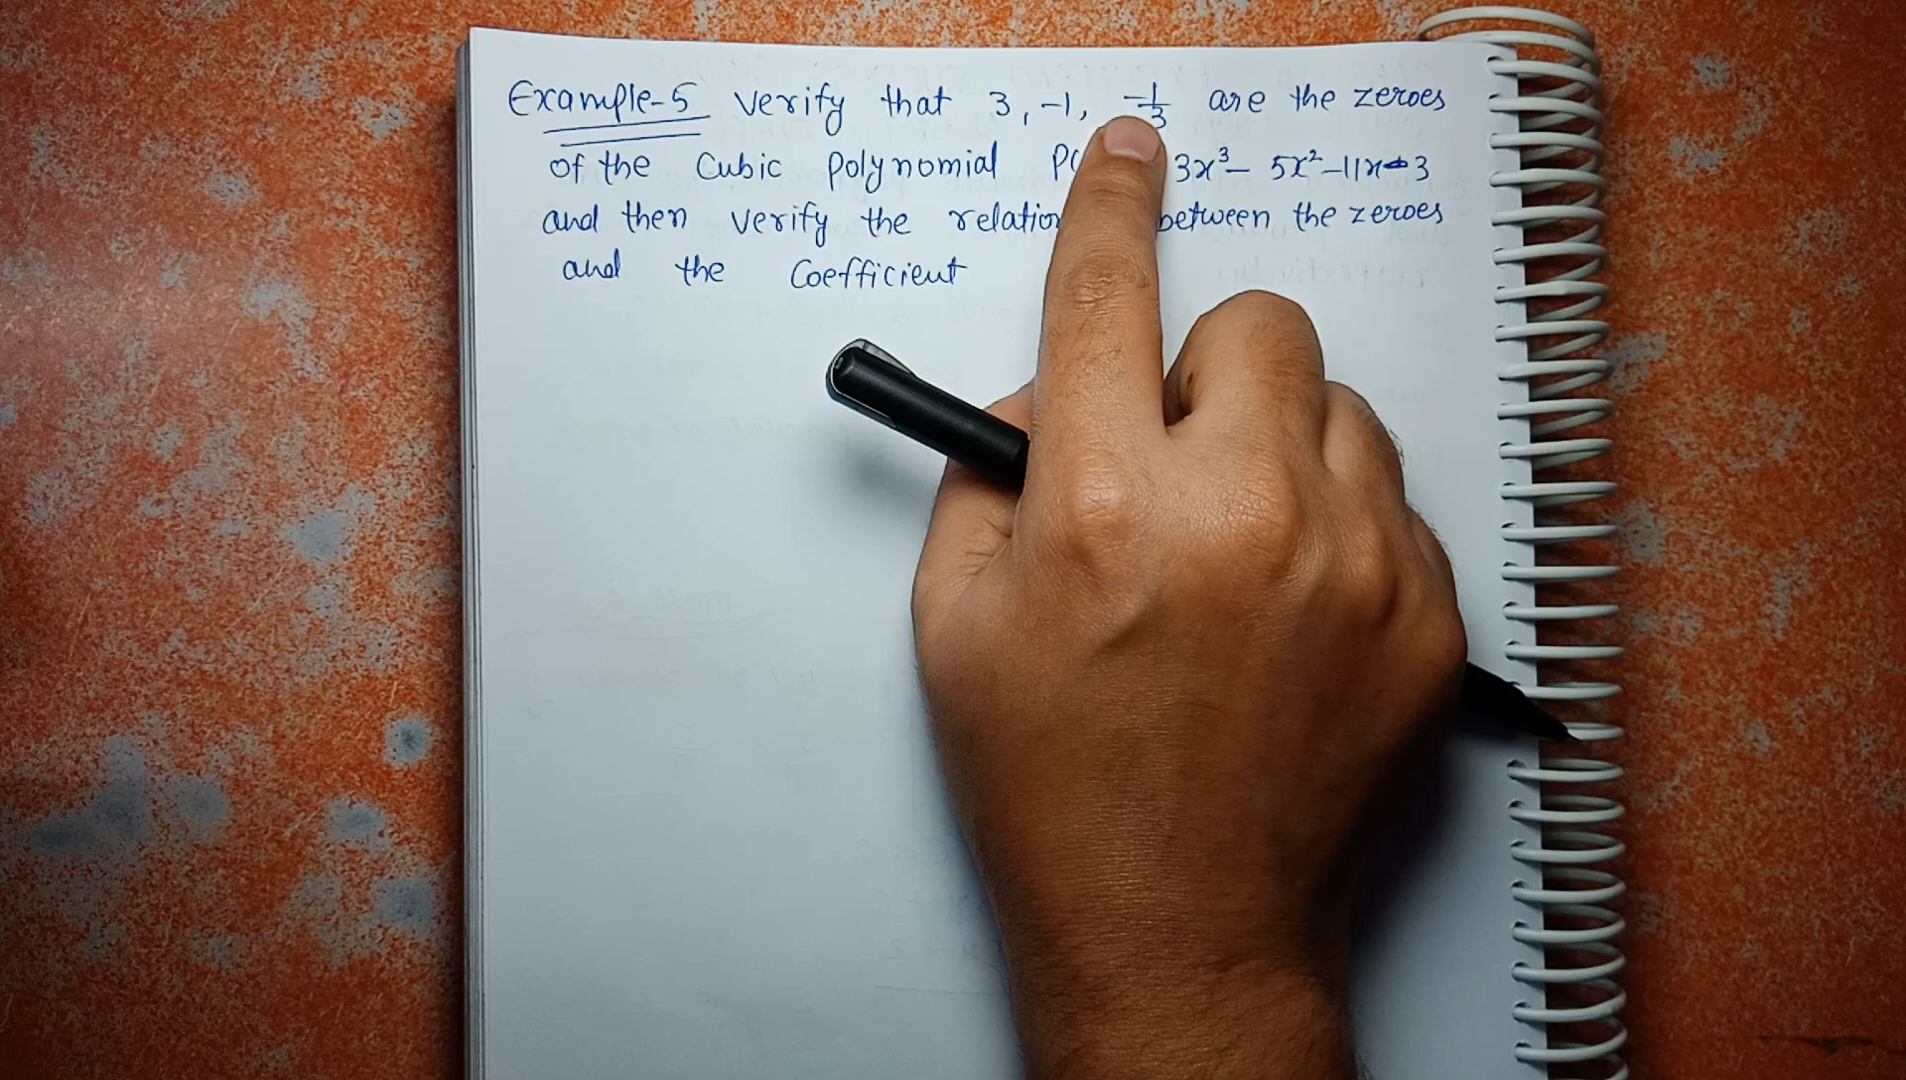 Example-5 verify that 3, -1, -1/3 are the zeroes
of the Cubic Polynomial P( 3x³- 5x²-11x-3
and then verify the relation between the zeroes
and the Coefficient